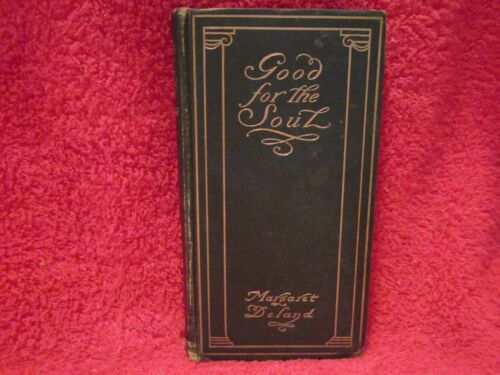 Good
for the
Soul
Margaret
Deland